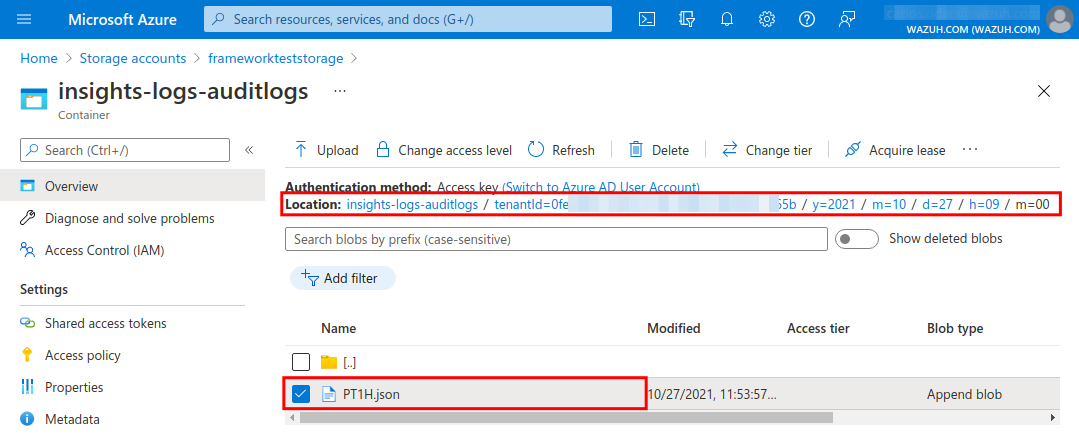 Microsoft Azure
Search resources, services, and docs (G+/)
WAZUH.COM (WAZUH.COM)
Home > Storage accounts > frameworkteststorage >
insights-logs-auditlogs ...
Container
Search (Ctrl+/) «
Upload Change access level Refresh Delete Change tier Acquire lease ...
Overview
Diagnose and solve problems
Access Control (IAM)
Settings
Shared access tokens
Access policy
Properties
Metadata
Authentication method: Access key (Switch to Azure AD User Account)
Location: insights-logs-auditlogs / tenantId=0fe 55b / y=2021 / m=10 / d=27 / h=09 / m=00
Search blobs by prefix (case-sensitive)
Show deleted blobs
Add filter
Name Modified Access tier Blob type
[..]
PT1H.json 10/27/2021, 11:53:57... Append blob